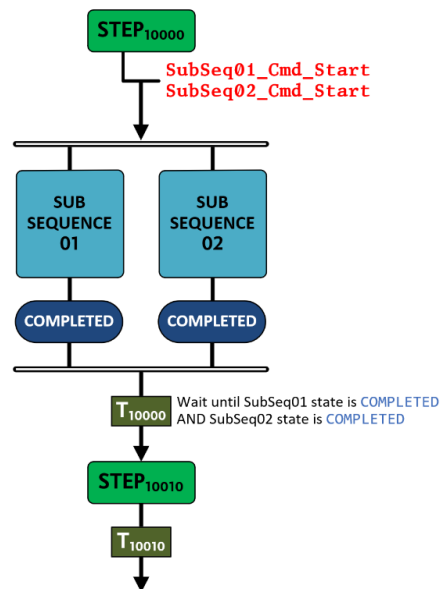 STEP10000
SubSeq01_Cmd_Start
SubSeq02_Cmd_Start
SUB
SEQUENCE
01
SUB
SEQUENCE
02
COMPLETED
COMPLETED
T10000
Wait until SubSeq01 state is COMPLETED
AND SubSeq02 state is COMPLETED
STEP10010
T10010